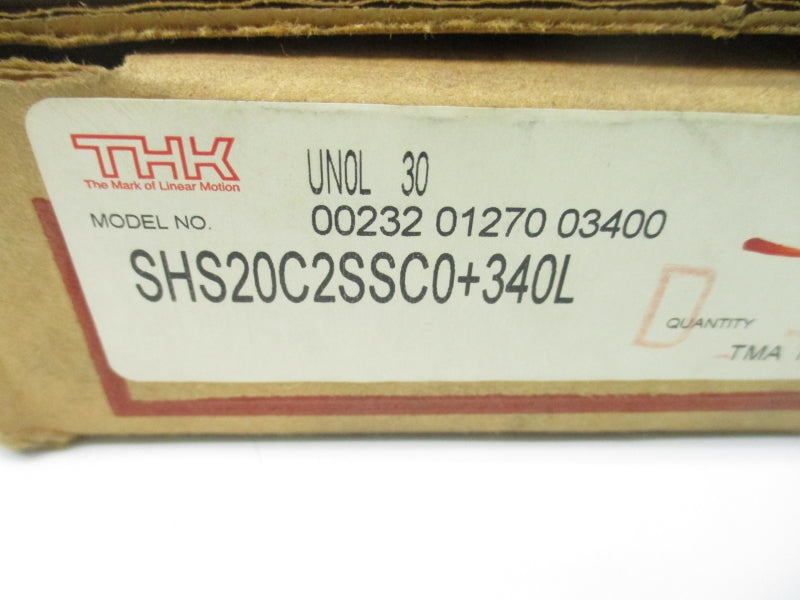 THK
The Mark of Linear Motion
UNOL 30
MODEL NO. 00232 01270 03400
SHS20C2SSC0+340L
QUANTITY
TMA